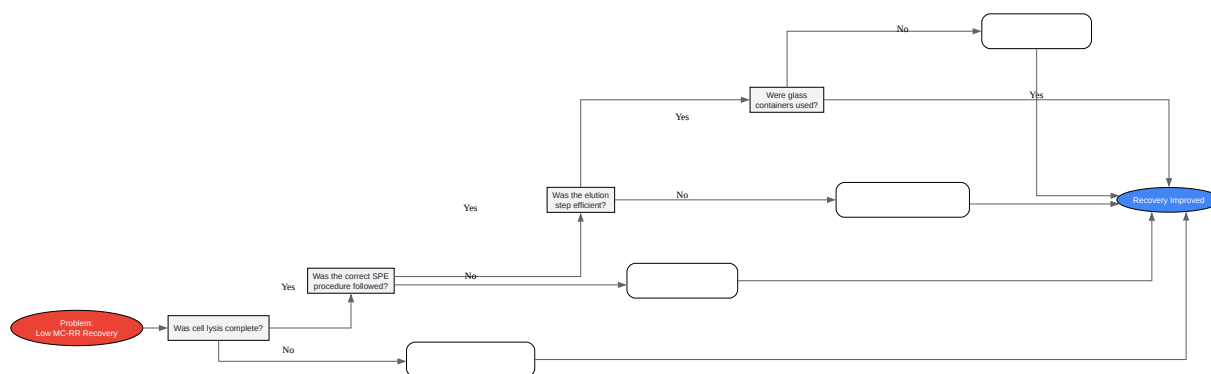 No
Were glass
containers used?
Yes
Yes
Was the elution
step efficient?
No
Recovery Improved
Yes
Was the correct SPE
procedure followed?
No
Yes
Problem:
Low MC-RR Recovery
Was cell lysis complete?
No